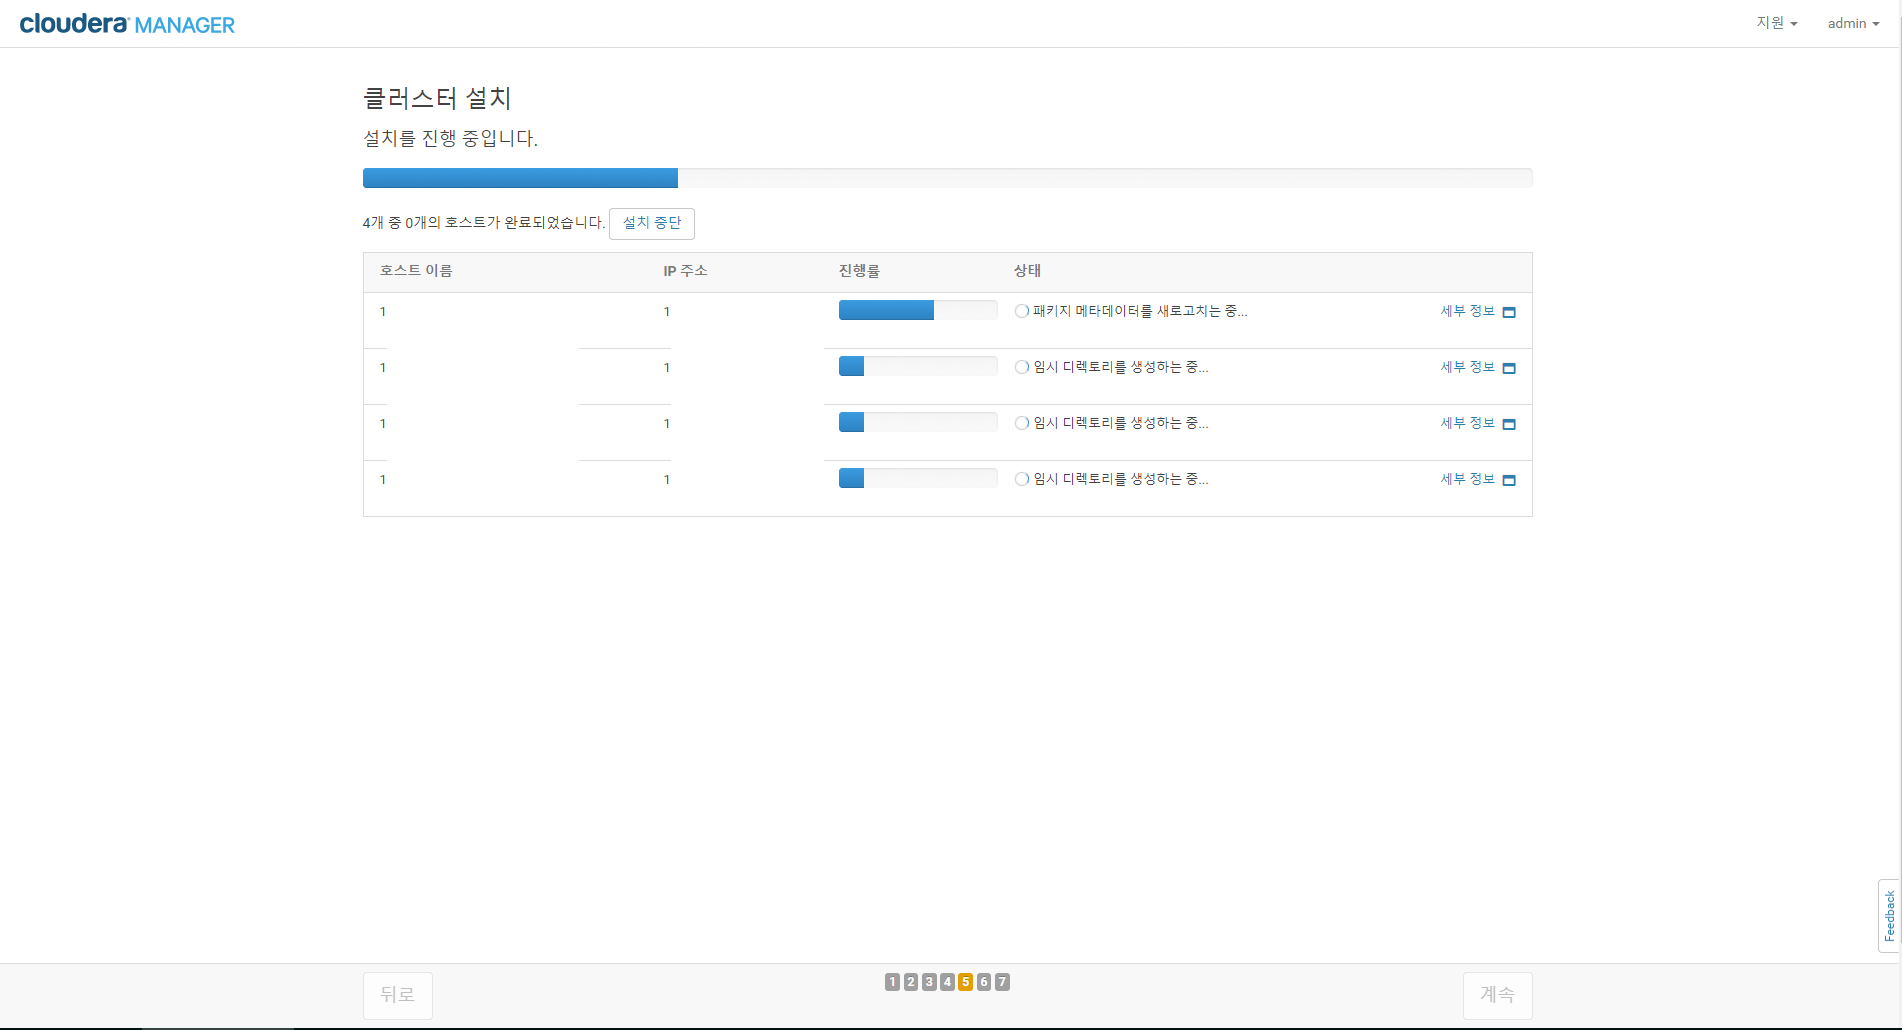 cloudera MANAGER
지원 admin
클러스터 설치
설치를 진행 중입니다.
4개 중 0개의 호스트가 완료되었습니다. 설치 중단
호스트 이름 IP 주소 진행률 상태
1 1 패키지 메타데이터를 새로고치는 중... 세부 정보
1 1 임시 디렉토리를 생성하는 중... 세부 정보
1 1 임시 디렉토리를 생성하는 중... 세부 정보
1 1 임시 디렉토리를 생성하는 중... 세부 정보
Feedback
뒤로 1 2 3 4 5 6 7 계속